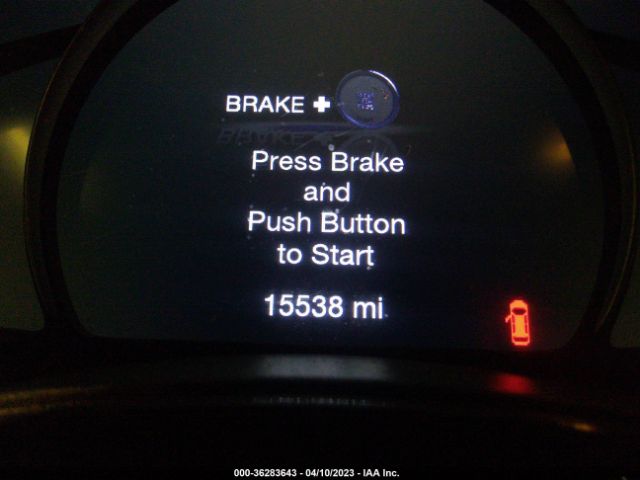 BRAKE +
Press Brake
and
Push Button
to Start
15538 mi
000-36283643 - 04/10/2023 - IAA Inc.